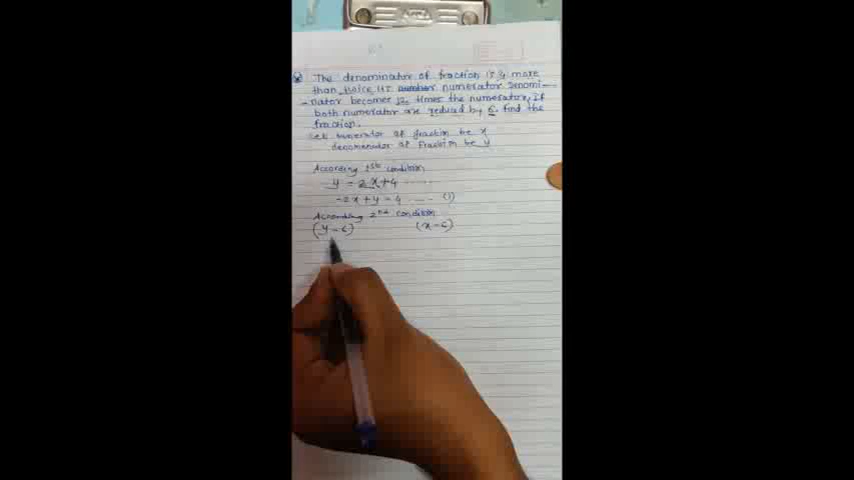 The denominator of fraction is 4 more
than twice its numerator Denomi-
-nator becomes 12 times the numerator, if
both numerator are reduced by 6. find the
fraction.
Let numerator of fraction be x
denomenator of fraction be y
According 1st condition
y = 2x+4 ......
-2x + y = 4 .... (1)
According 2nd condition
(y-6) (x-6)